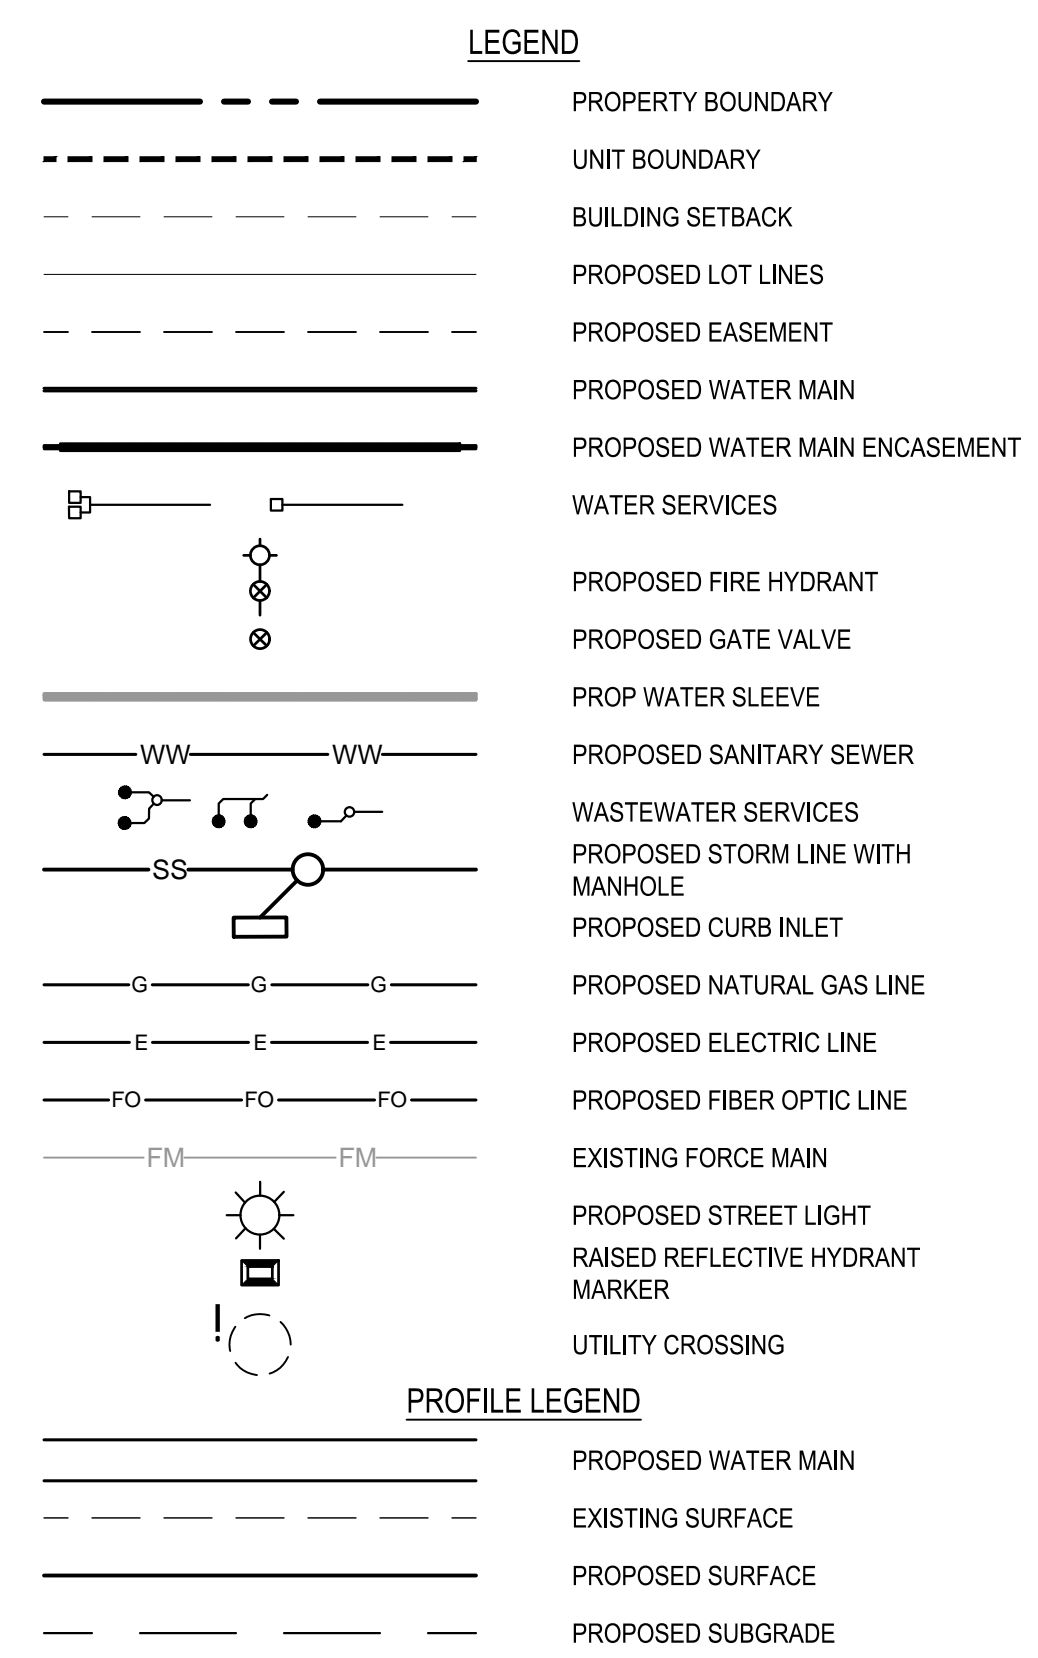 LEGEND
PROPERTY BOUNDARY
UNIT BOUNDARY
BUILDING SETBACK
PROPOSED LOT LINES
PROPOSED EASEMENT
PROPOSED WATER MAIN
PROPOSED WATER MAIN ENCASEMENT
WATER SERVICES
PROPOSED FIRE HYDRANT
PROPOSED GATE VALVE
PROP WATER SLEEVE
WW WW PROPOSED SANITARY SEWER
WASTEWATER SERVICES
SS PROPOSED STORM LINE WITH
MANHOLE
PROPOSED CURB INLET
G G G PROPOSED NATURAL GAS LINE
E E E PROPOSED ELECTRIC LINE
FO FO FO PROPOSED FIBER OPTIC LINE
FM FM EXISTING FORCE MAIN
PROPOSED STREET LIGHT
RAISED REFLECTIVE HYDRANT
MARKER
! UTILITY CROSSING
PROFILE LEGEND
PROPOSED WATER MAIN
EXISTING SURFACE
PROPOSED SURFACE
PROPOSED SUBGRADE